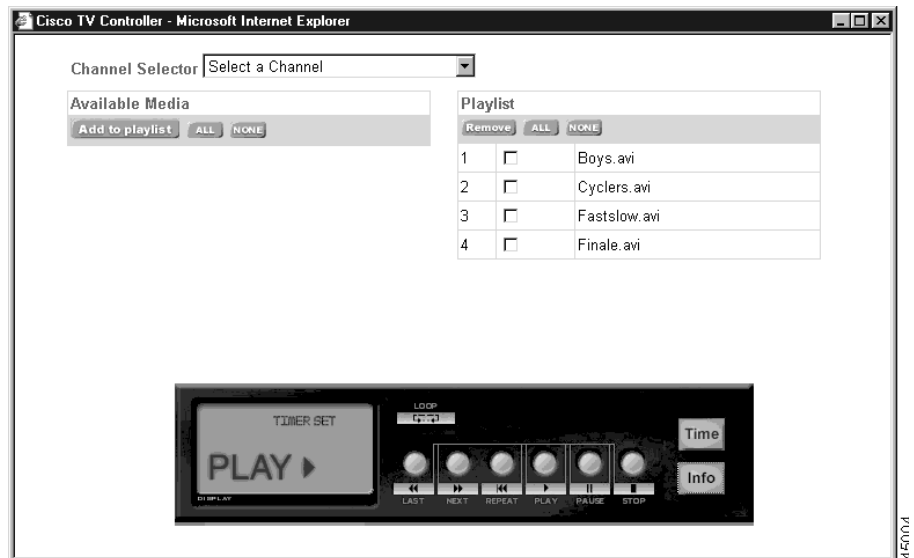 Cisco TV Controller - Microsoft Internet Explorer
Channel Selector Select a Channel
Available Media
Add to playlist ALL NONE
Playlist
Remove ALL NONE
1 Boys.avi
2 Cyclers.avi
3 Fastslow.avi
4 Finale.avi
TIMER SET
PLAY
DISPLAY
LOOP
LAST NEXT REPEAT PLAY PAUSE STOP
Time
Info
45004